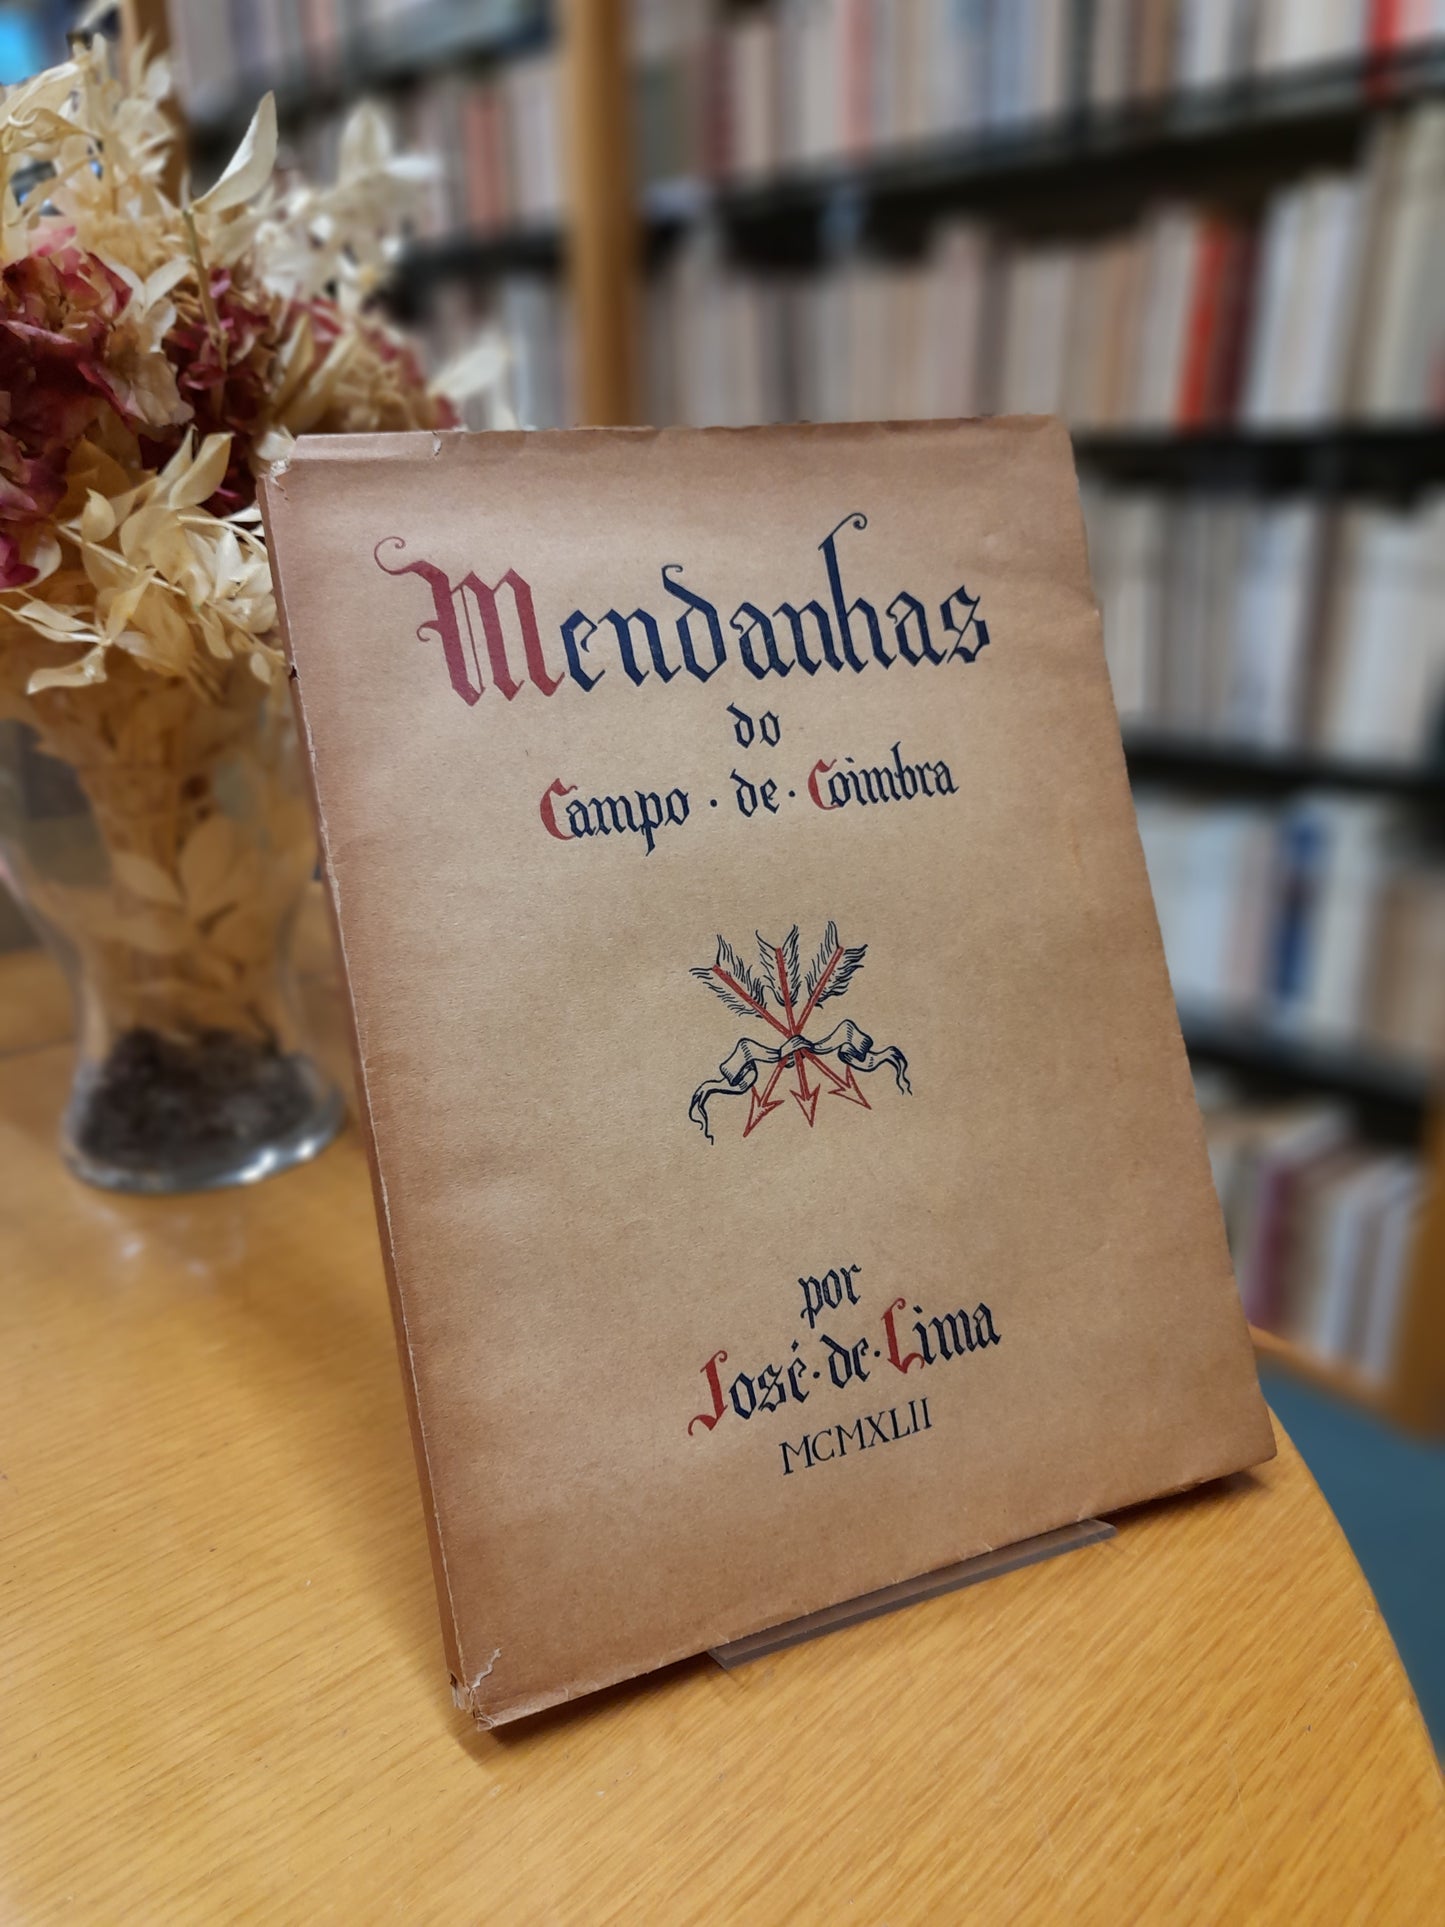 Mendanhas
do
Campo · de · Coimbra
por
José · de · Lima
MCMXLII